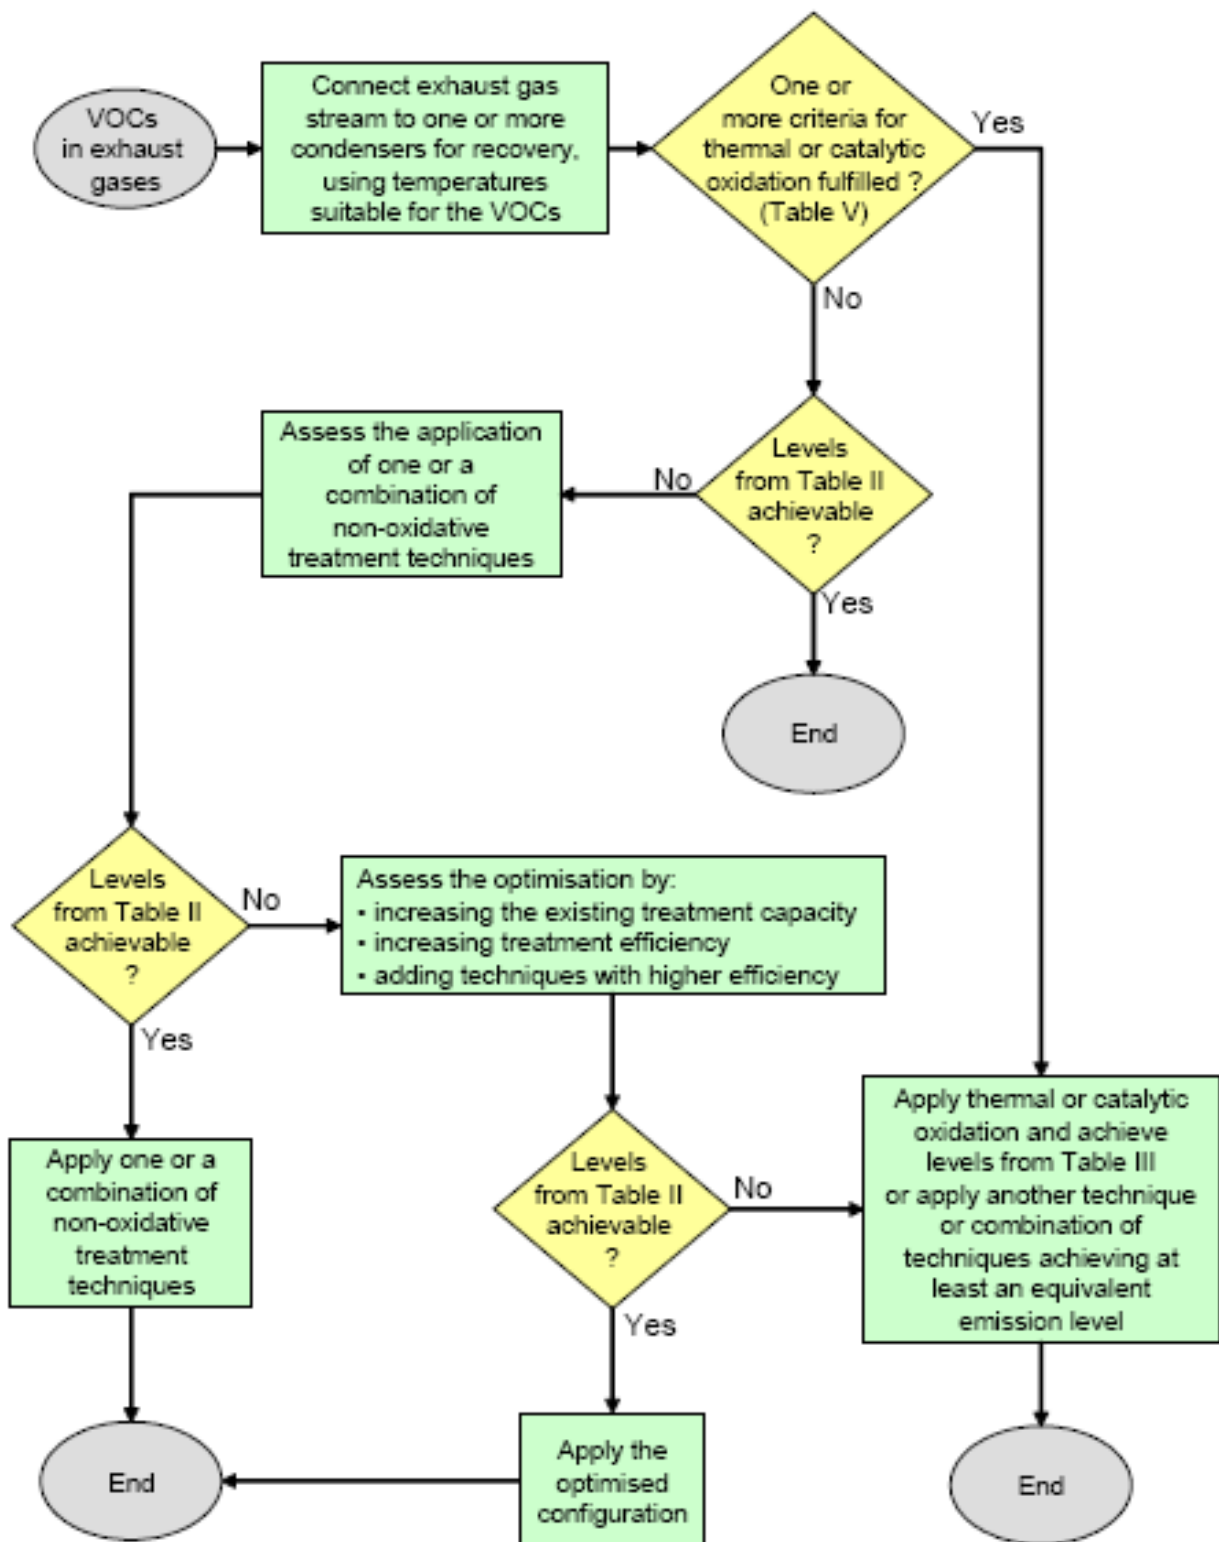 VOCs
in exhaust
gases
Connect exhaust gas
stream to one or more
condensers for recovery,
using temperatures
suitable for the VOCs
One or
more criteria for
thermal or catalytic
oxidation fulfilled ?
(Table V)
Yes
No
Levels
from Table II
achievable
?
No
Yes
Assess the application
of one or a
combination of
non-oxidative
treatment techniques
End
Levels
from Table II
achievable
?
No
Yes
Assess the optimisation by:
▪ increasing the existing treatment capacity
▪ increasing treatment efficiency
▪ adding techniques with higher efficiency
Apply one or a
combination of
non-oxidative
treatment
techniques
Levels
from Table II
achievable
?
No
Yes
Apply thermal or catalytic
oxidation and achieve
levels from Table III
or apply another technique
or combination of
techniques achieving at
least an equivalent
emission level
End
Apply the
optimised
configuration
End